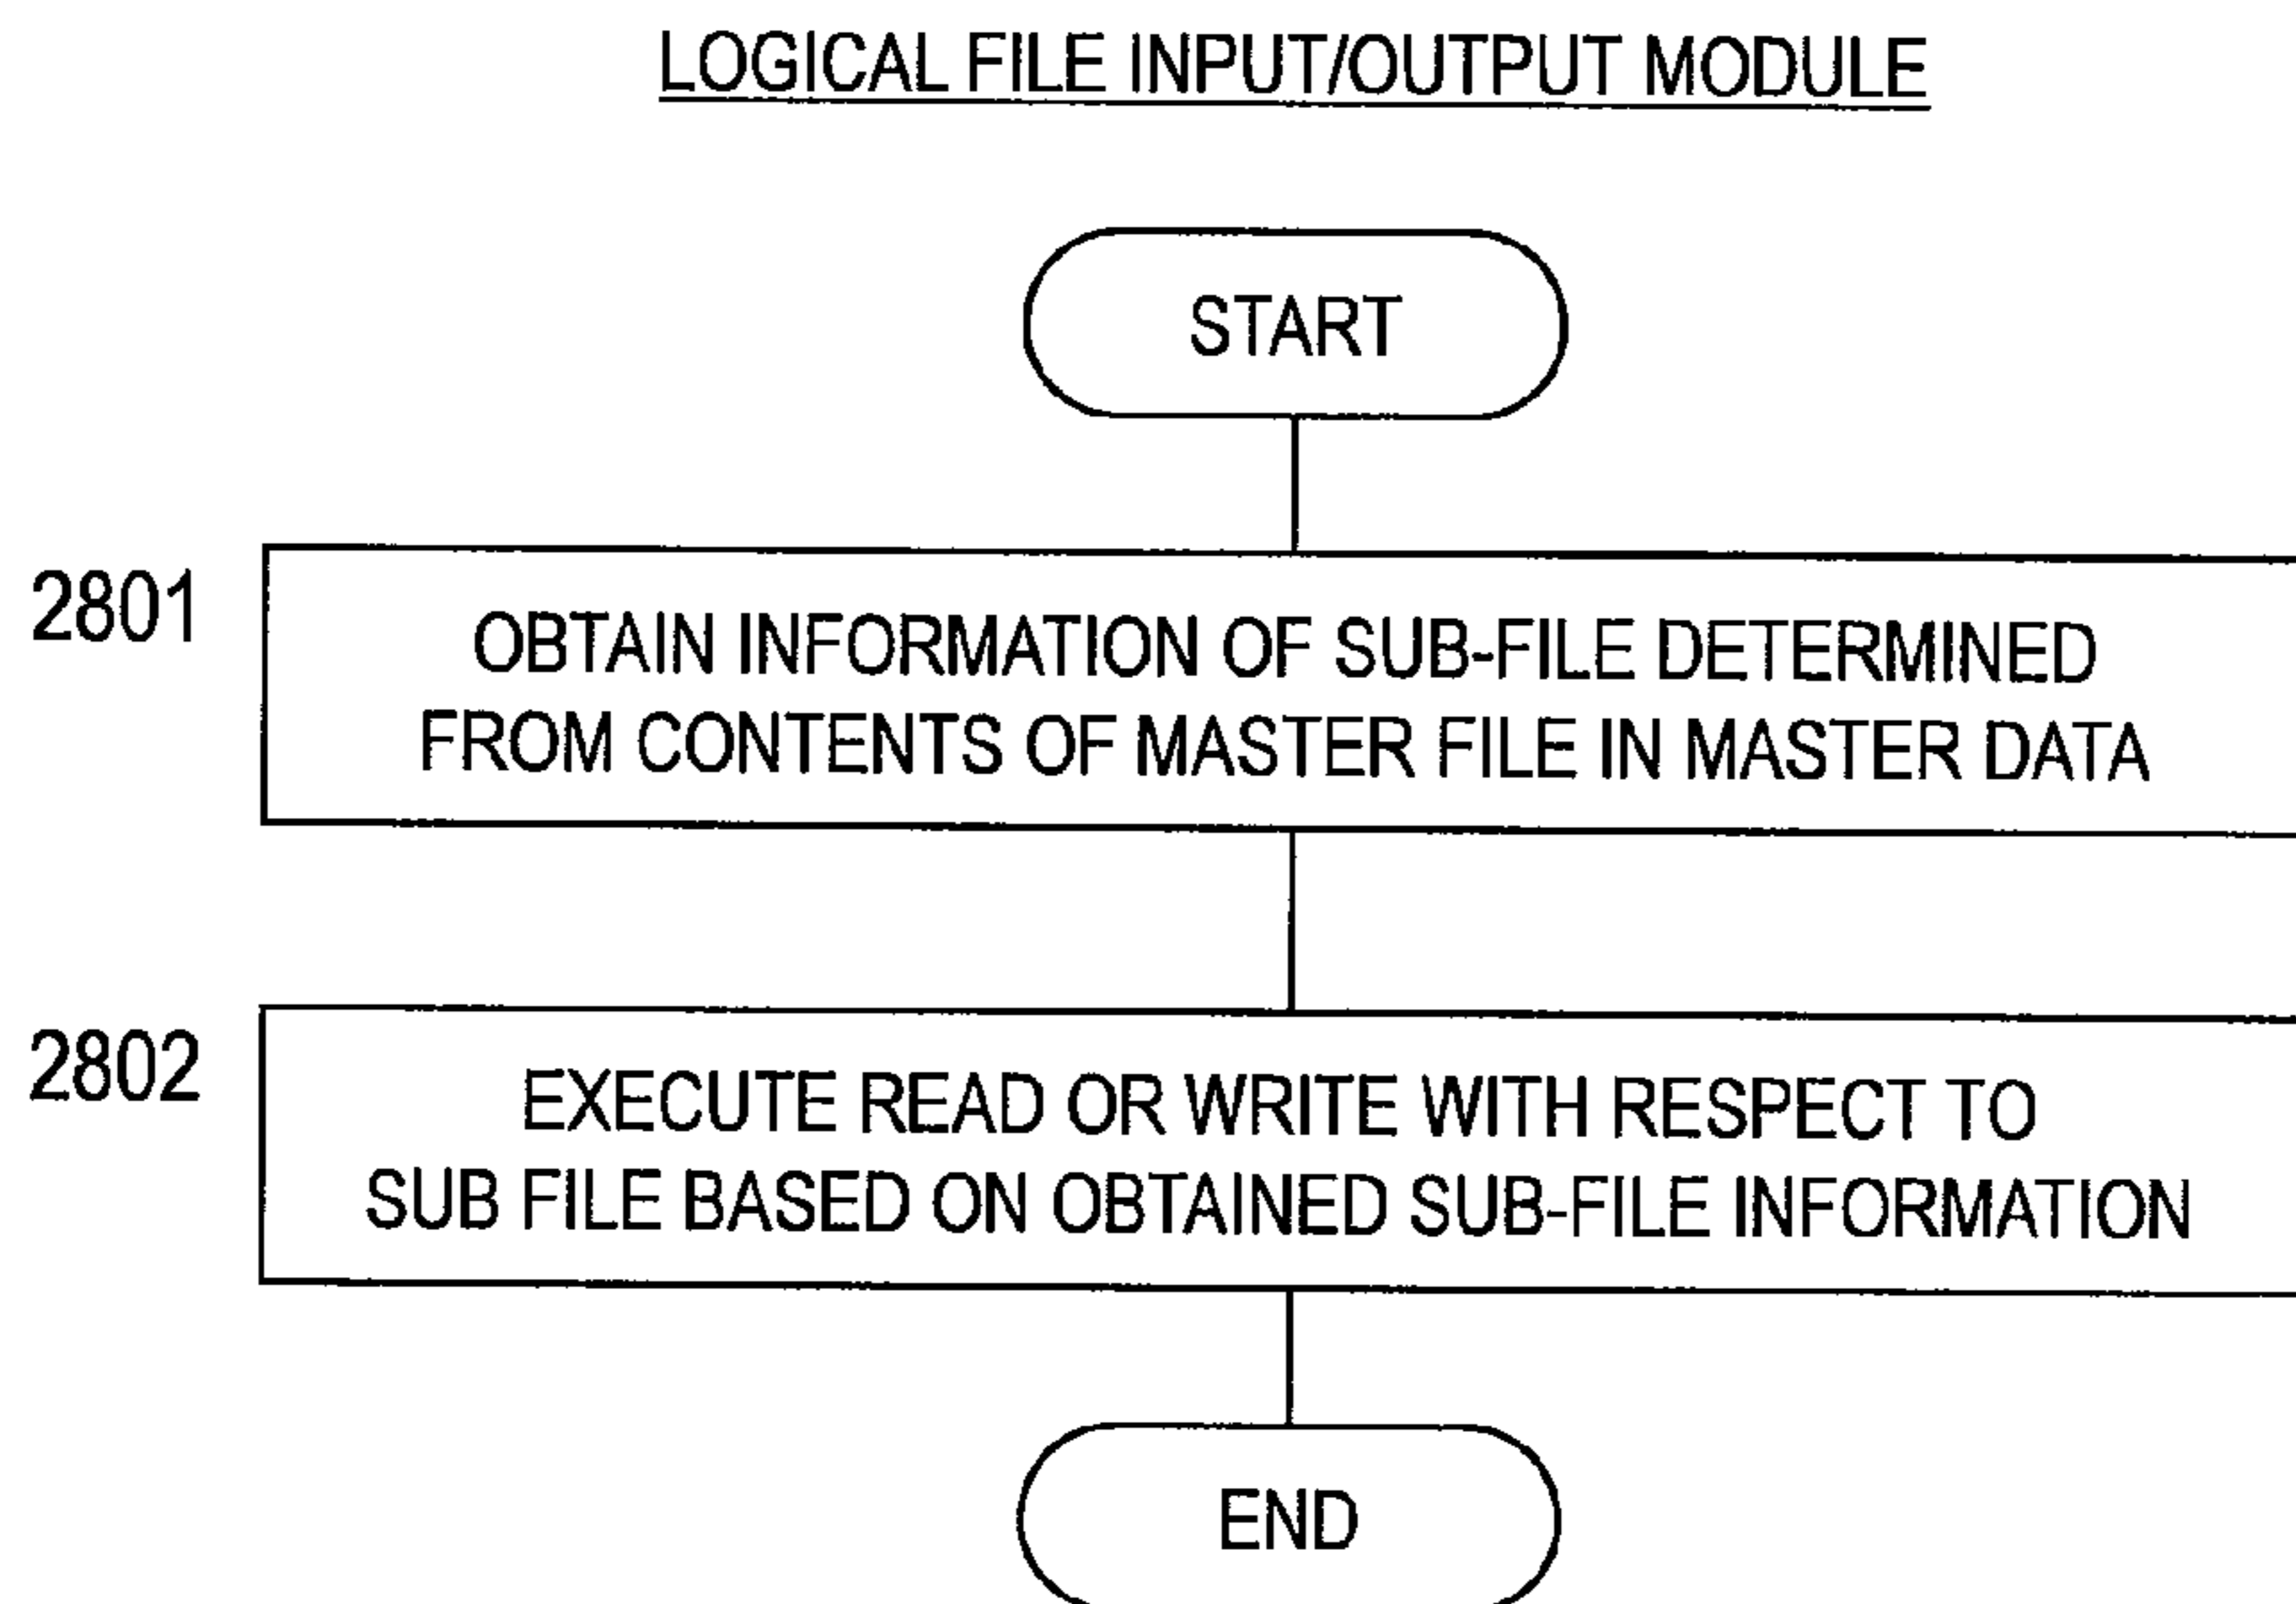 LOGICAL FILE INPUT/OUTPUT MODULE
START
2801
OBTAIN INFORMATION OF SUB-FILE DETERMINED
FROM CONTENTS OF MASTER FILE IN MASTER DATA
2802
EXECUTE READ OR WRITE WITH RESPECT TO
SUB FILE BASED ON OBTAINED SUB-FILE INFORMATION
END